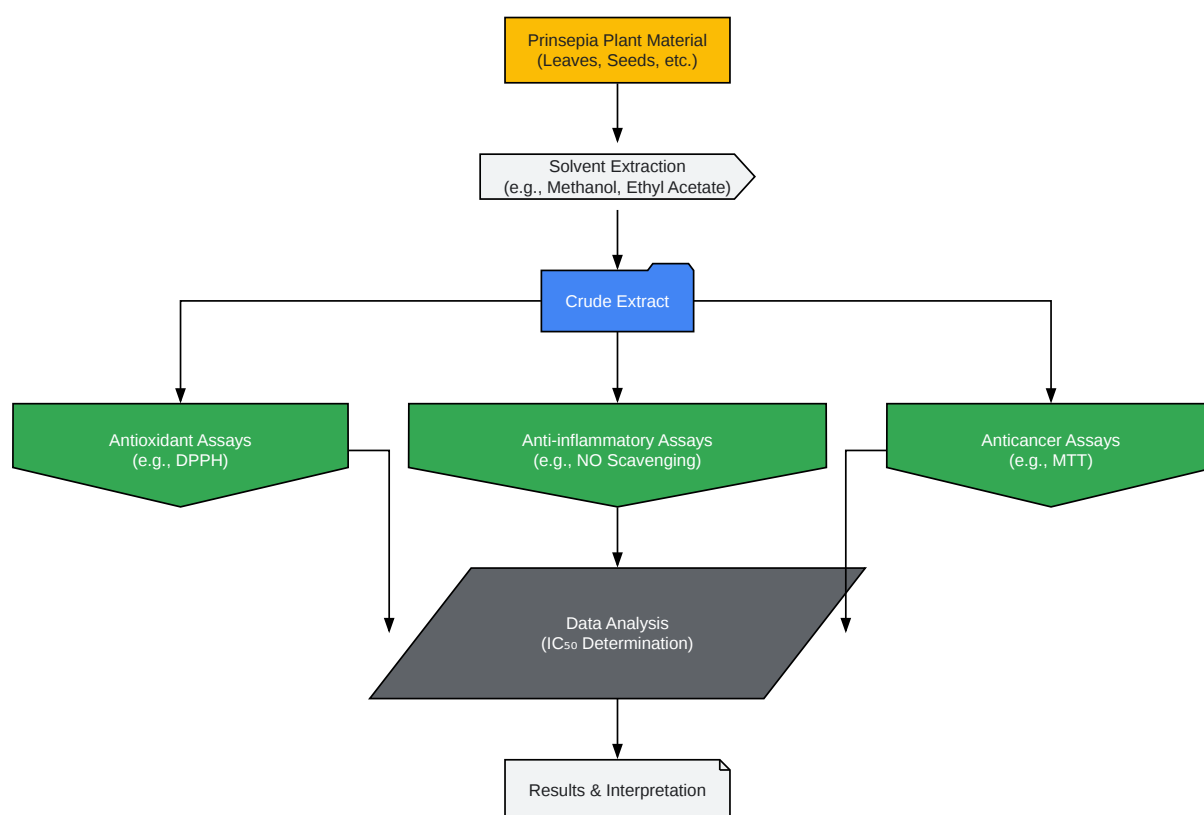 Prinsepia Plant Material
(Leaves, Seeds, etc.)
Solvent Extraction
(e.g., Methanol, Ethyl Acetate)
Crude Extract
Antioxidant Assays
(e.g., DPPH)
Anti-inflammatory Assays
(e.g., NO Scavenging)
Anticancer Assays
(e.g., MTT)
Data Analysis
(IC₅₀ Determination)
Results & Interpretation